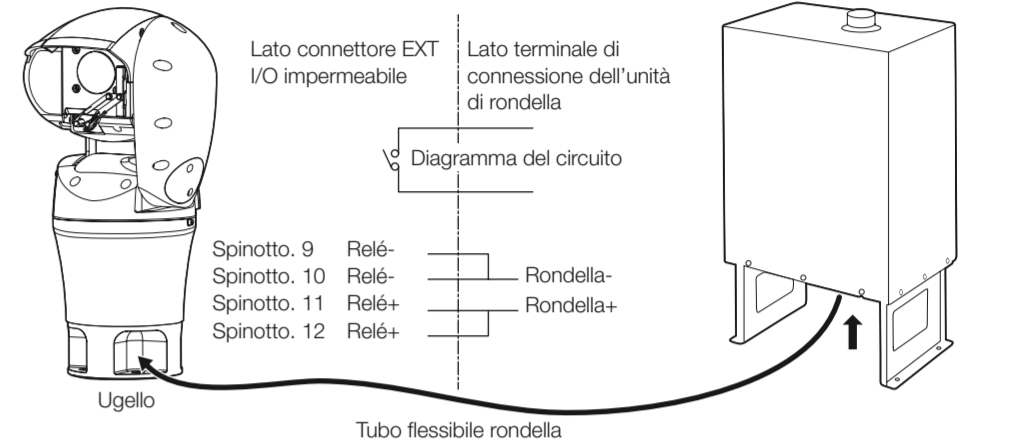 Lato connettore EXT
I/O impermeabile
Lato terminale di
connessione dell'unità
di rondella
Diagramma del circuito
Spinotto. 9 Relé-
Spinotto. 10 Relé-
Spinotto. 11 Relé+
Spinotto. 12 Relé+
Rondella-
Rondella+
Ugello
Tubo flessibile rondella